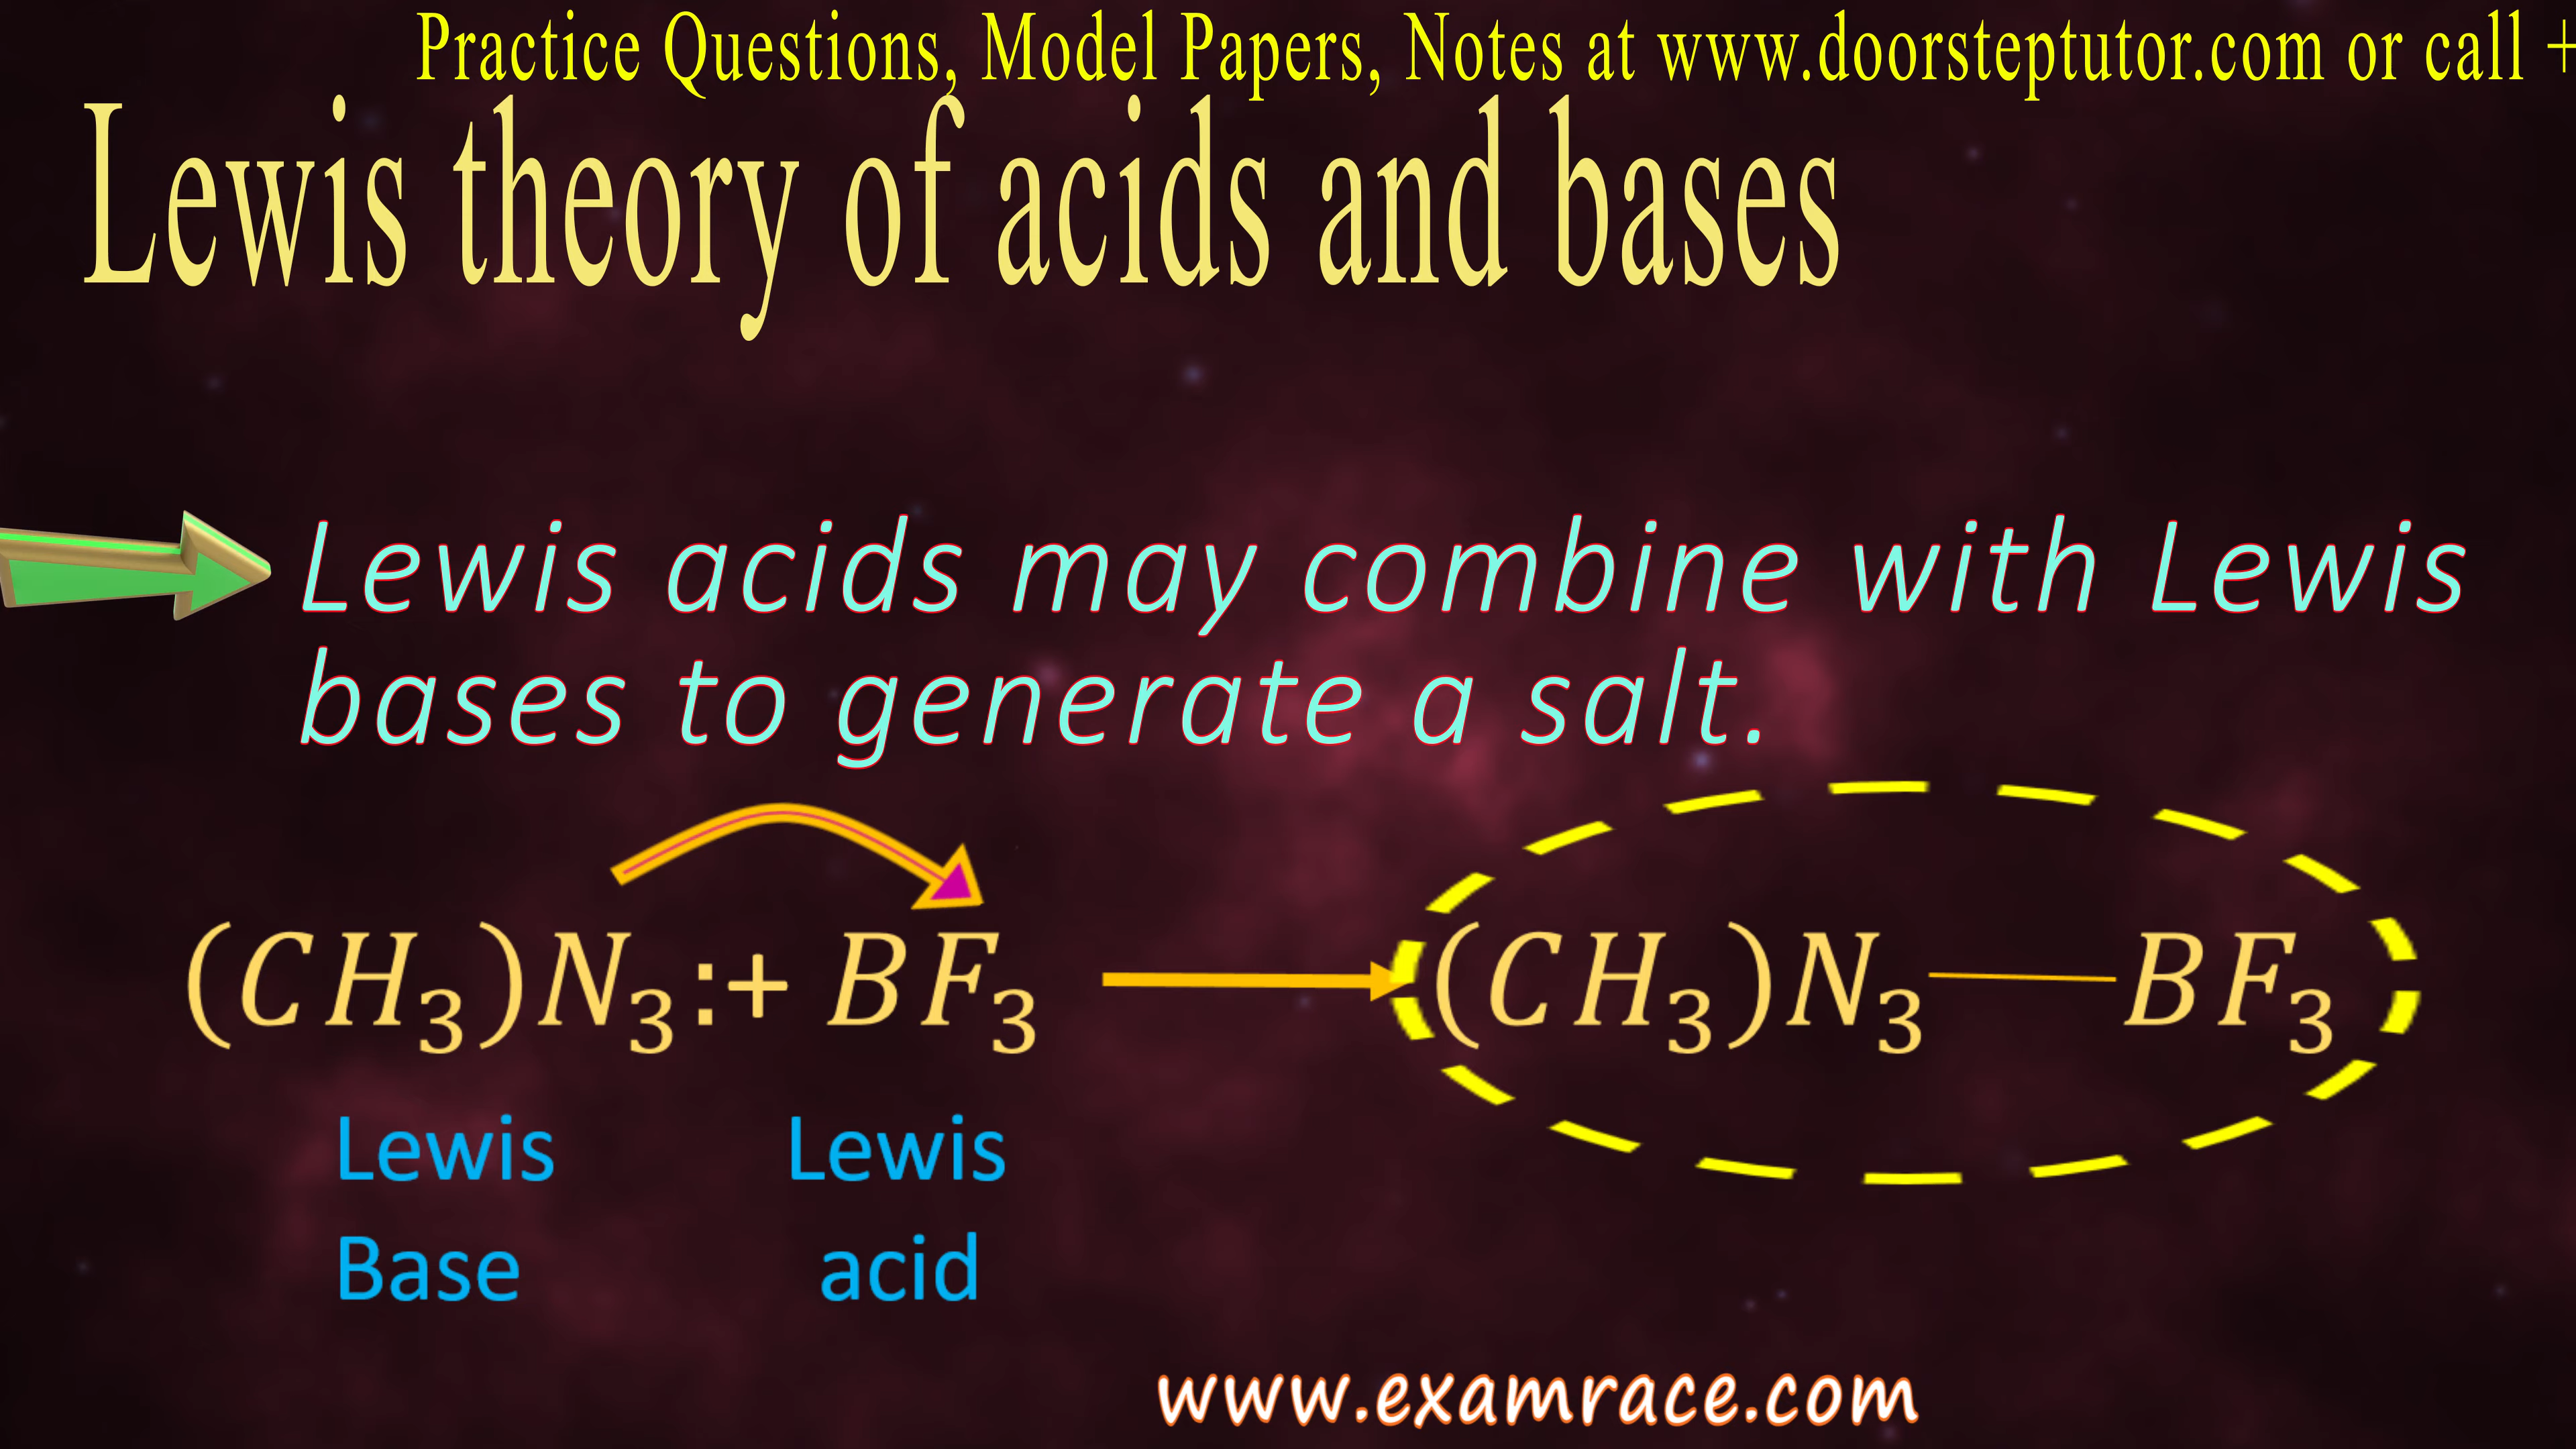 Practice Questions, Model Papers, Notes at www.doorsteptutor.com or call +
Lewis theory of acids and bases
Lewis acids may combine with Lewis
bases to generate a salt.
(CH₃)N₃:+ BF₃ → (CH₃)N₃—BF₃
Lewis Lewis
Base acid
www.examrace.com